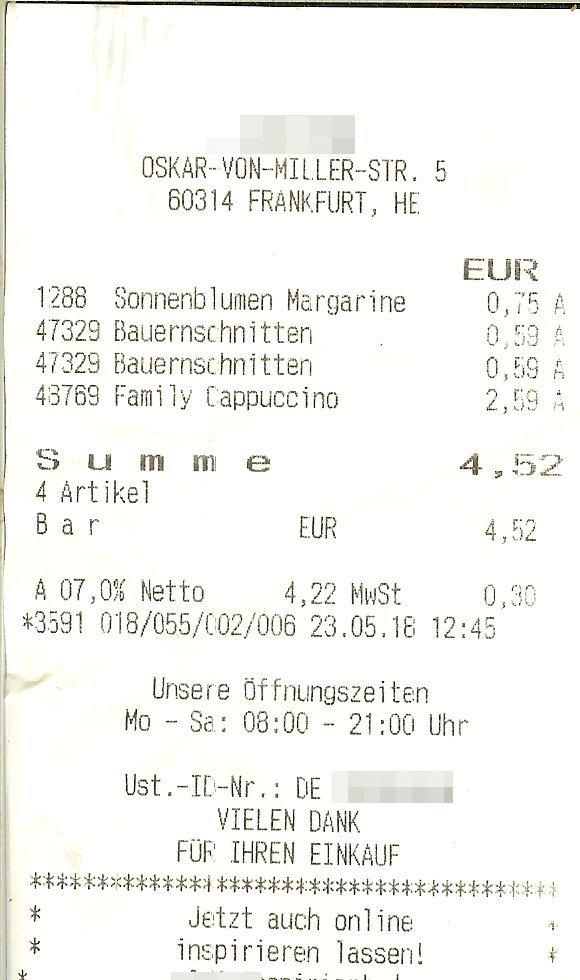 OSKAR-VON-MILLER-STR. 5
60314 FRANKFURT, HE
EUR
1288 Sonnenblumen Margarine 0,75 A
47329 Bauernschnitten 0,59 A
47329 Bauernschnitten 0,59 A
48769 Family Cappuccino 2,59 A
Summe 4,52
4 Artikel
Bar EUR 4,52
A 07,0% Netto 4,22 MwSt 0,30
*3591 018/055/002/006 23.05.18 12:45
Unsere Öffnungszeiten
Mo - Sa: 08:00 - 21:00 Uhr
Ust.-ID-Nr.: DE
VIELEN DANK
FÜR IHREN EINKAUF
****************************************
* Jetzt auch online *
* inspirieren lassen! *